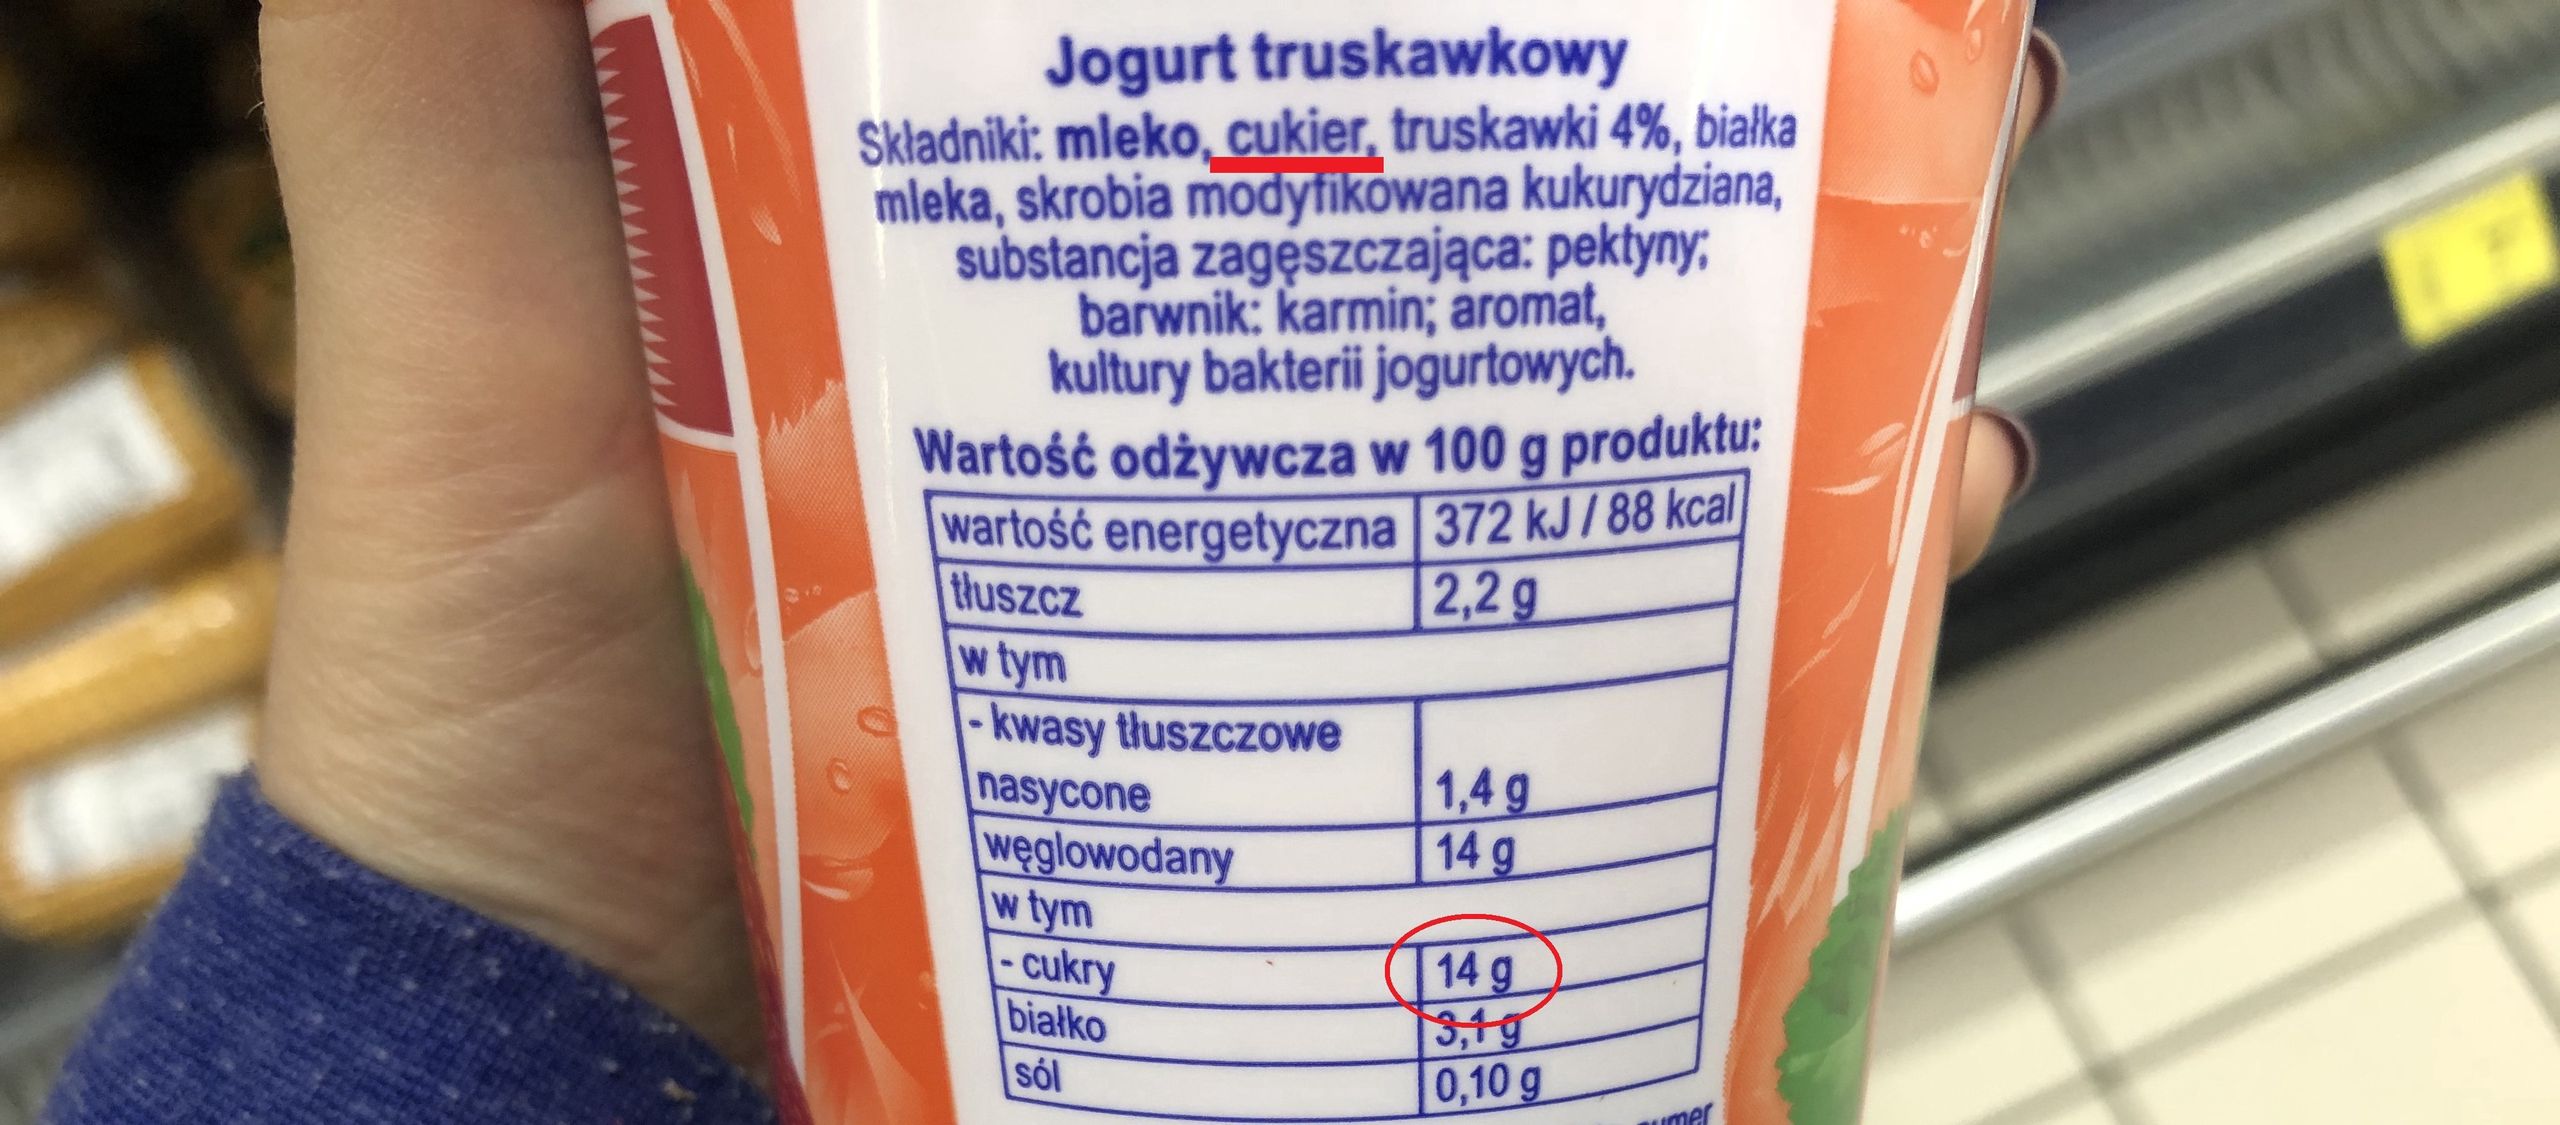 Jogurt truskawkowy
Składniki: mleko, cukier, truskawki 4%, białka
mleka, skrobia modyfikowana kukurydziana,
substancja zagęszczająca: pektyny;
barwnik: karmin; aromat,
kultury bakterii jogurtowych.
Wartość odżywcza w 100 g produktu:
wartość energetyczna 372 kJ / 88 kcal
tłuszcz 2,2 g
w tym
- kwasy tłuszczowe
nasycone 1,4 g
węglowodany 14 g
w tym
- cukry 14 g
białko 3,1 g
sól 0,10 g